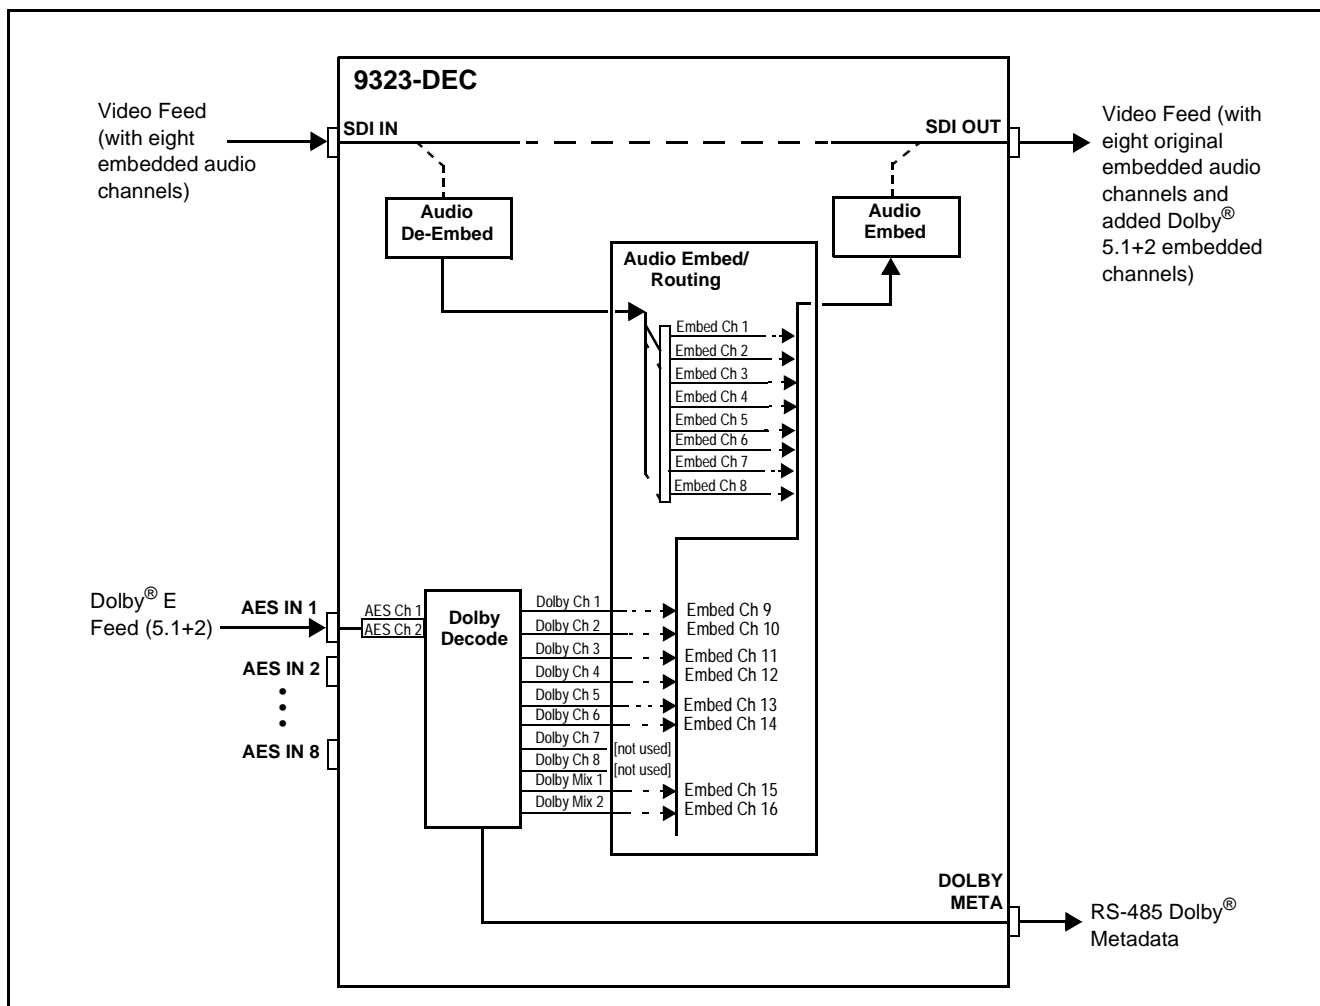 9323-DEC
Video Feed
(with eight
embedded audio
channels)
SDI IN
SDI OUT
Video Feed (with
eight original
embedded audio
channels and
added Dolby®
5.1+2 embedded
channels)
Audio
De-Embed
Audio
Embed
Audio Embed/
Routing
Embed Ch 1
Embed Ch 2
Embed Ch 3
Embed Ch 4
Embed Ch 5
Embed Ch 6
Embed Ch 7
Embed Ch 8
Dolby® E
Feed (5.1+2)
AES IN 1
AES IN 2
AES IN 8
AES Ch 1
AES Ch 2
Dolby
Decode
Dolby Ch 1
Dolby Ch 2
Dolby Ch 3
Dolby Ch 4
Dolby Ch 5
Dolby Ch 6
Dolby Ch 7
Dolby Ch 8
Dolby Mix 1
Dolby Mix 2
[not used]
[not used]
Embed Ch 9
Embed Ch 10
Embed Ch 11
Embed Ch 12
Embed Ch 13
Embed Ch 14
Embed Ch 15
Embed Ch 16
DOLBY
META
RS-485 Dolby®
Metadata